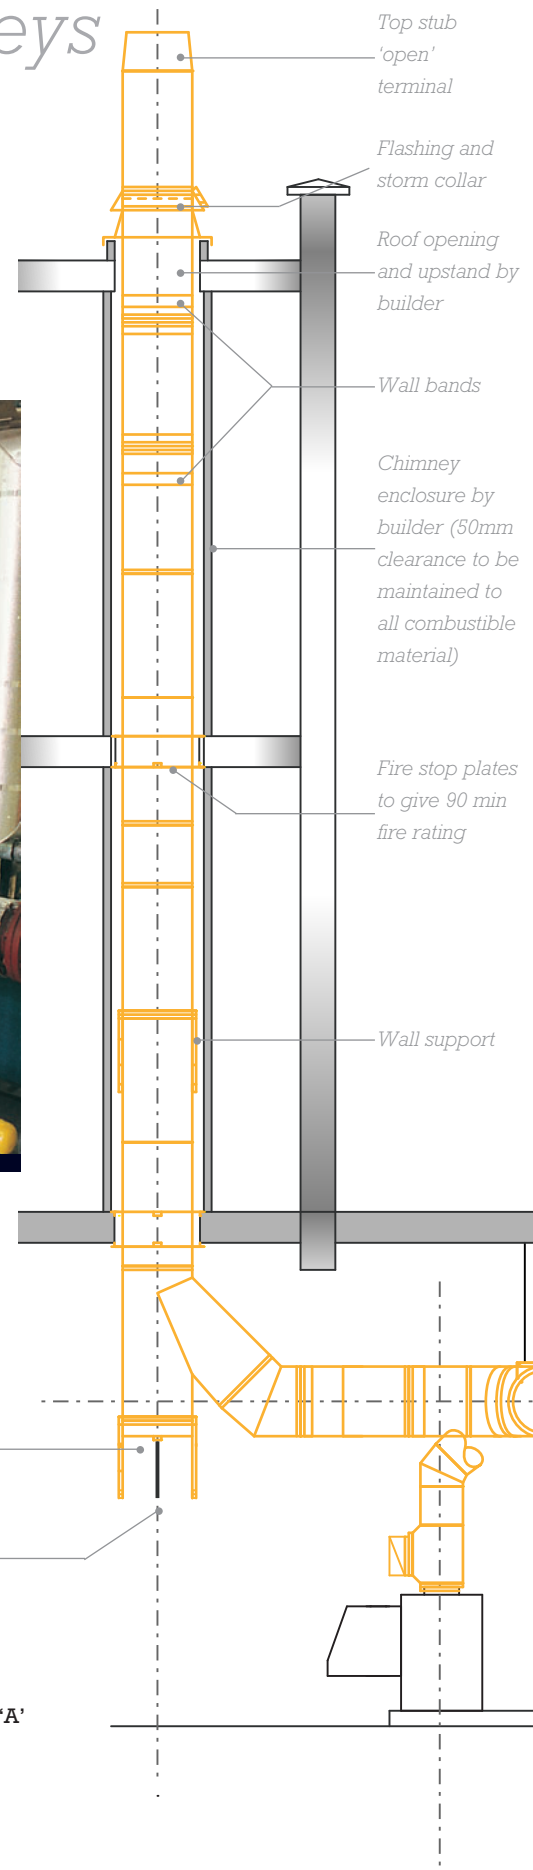 eys
Top stub
‘open’
terminal
Flashing and
storm collar
Roof opening
and upstand by
builder
Wall bands
Chimney
enclosure by
builder (50mm
clearance to be
maintained to
all combustible
material)
Fire stop plates
to give 90 min
fire rating
Wall support
‘A’